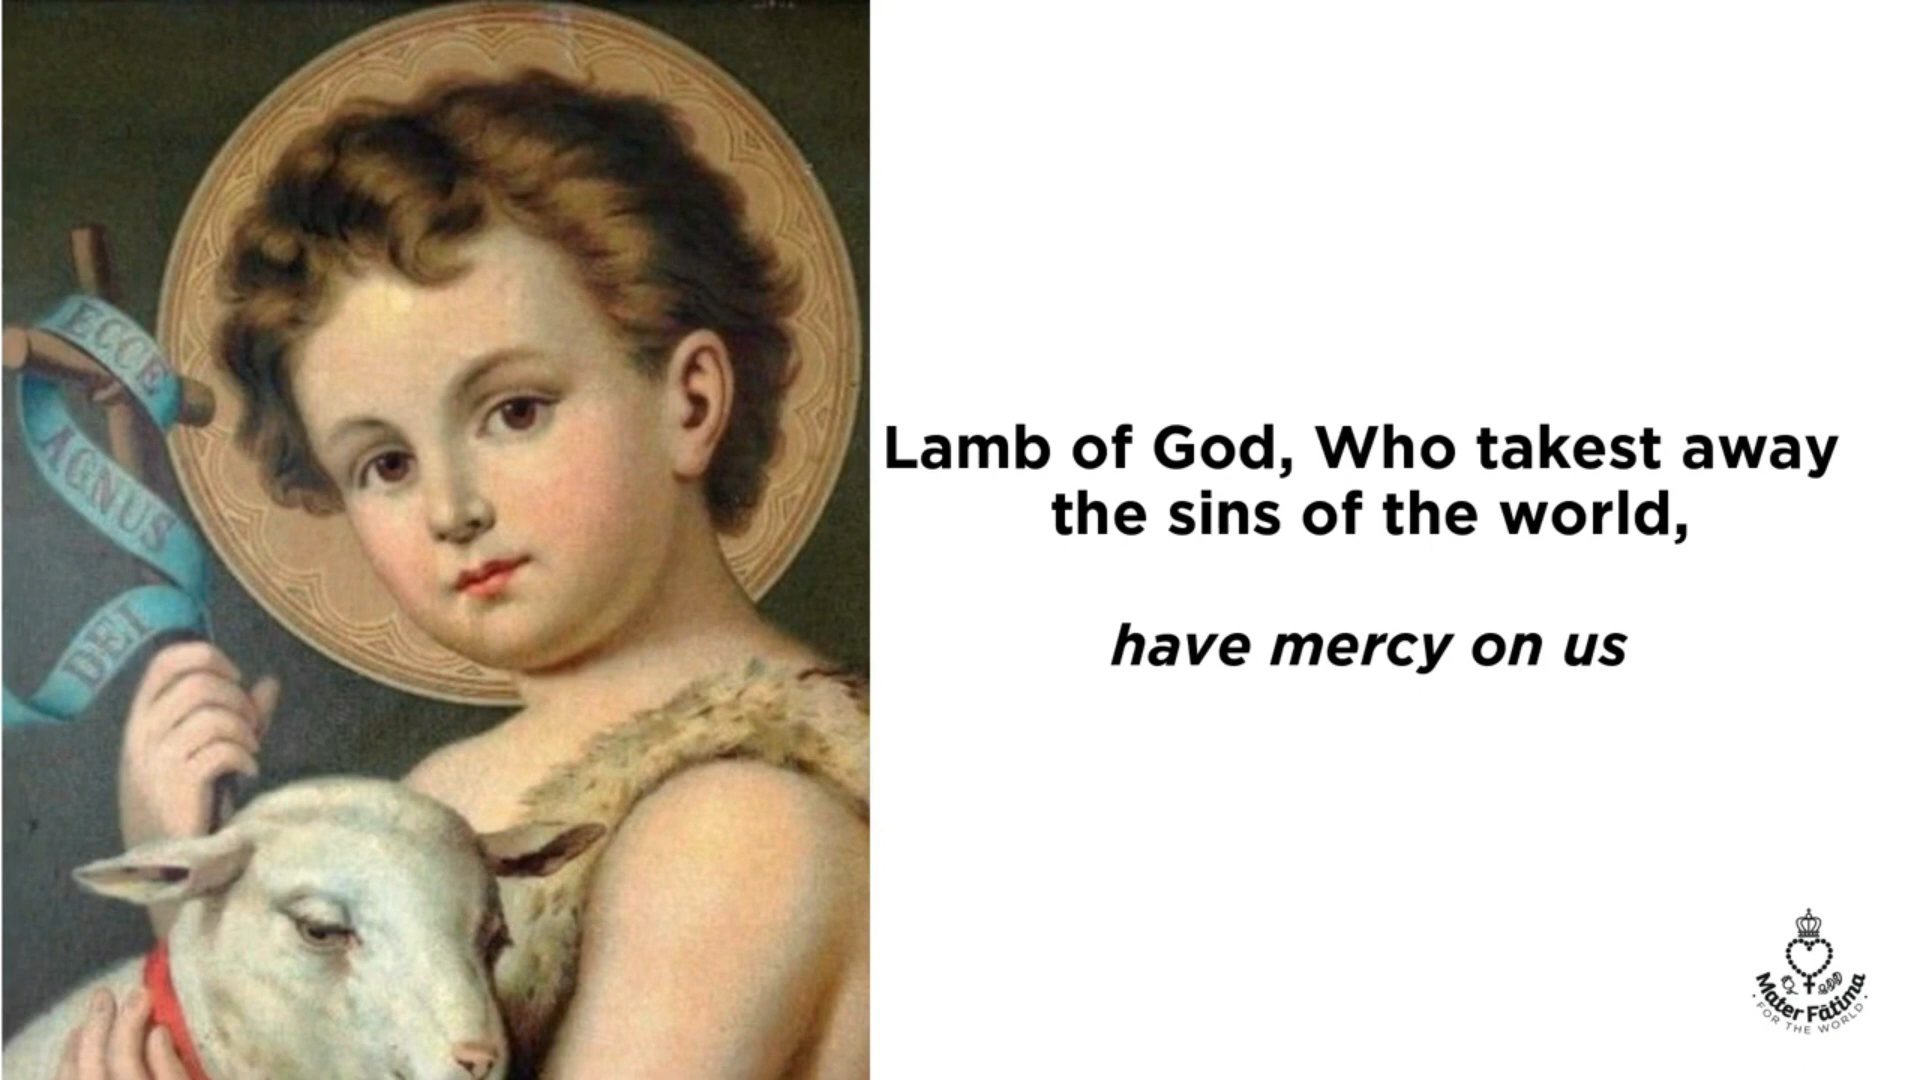 ECCE
AGNUS
DEI
Lamb of God, Who takest away
the sins of the world,
have mercy on us
Mater Fátima
FOR THE WORLD